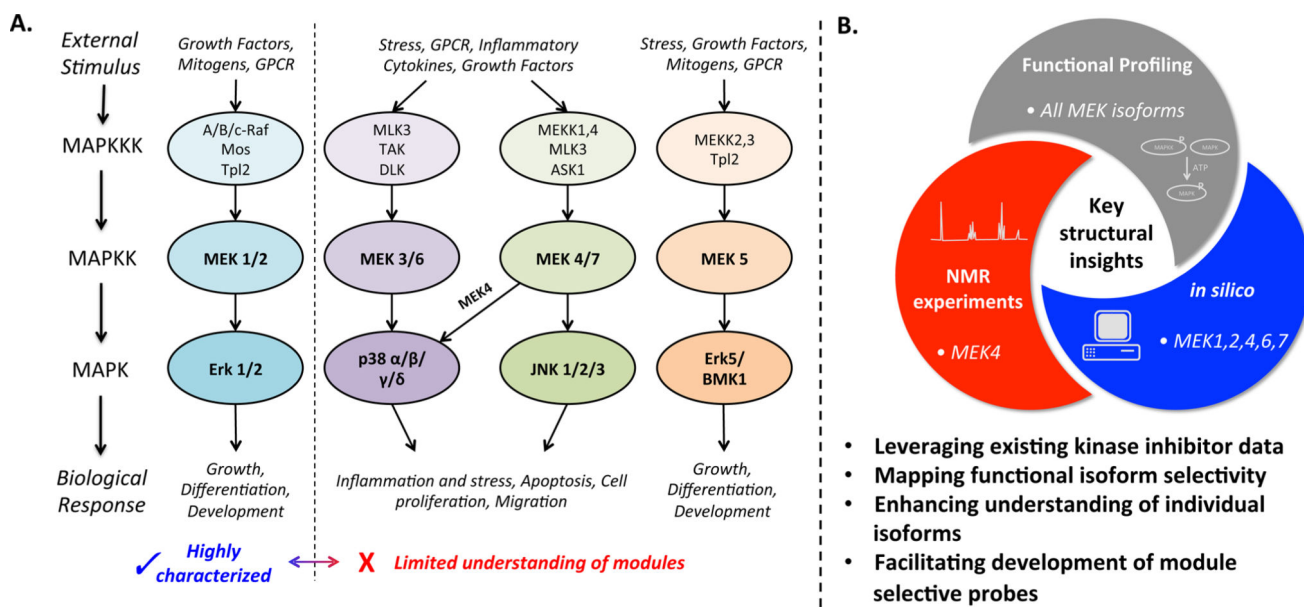 A.
External
Stimulus
MAPKKK
MAPKK
MAPK
Biological
Response
Growth Factors,
Mitogens, GPCR
A/B/c-Raf
Mos
Tpl2
MEK 1/2
Erk 1/2
Growth,
Differentiation,
Development
Stress, GPCR, Inflammatory
Cytokines, Growth Factors
MLK3
TAK
DLK
MEK 3/6
p38 α/β/
γ/δ
MEKK1,4
MLK3
ASK1
MEK 4/7
MEK4
JNK 1/2/3
Inflammation and stress, Apoptosis, Cell
proliferation, Migration
Stress, Growth Factors,
Mitogens, GPCR
MEKK2,3
Tpl2
MEK 5
Erk5/
BMK1
Growth,
Differentiation,
Development
✓ Highly
characterized
X Limited understanding of modules
B.
Functional Profiling
• All MEK isoforms
P
MAPKK MAPK
ATP
P
MAPK
Key
structural
insights
NMR
experiments
• MEK4
in silico
• MEK1,2,4,6,7
• Leveraging existing kinase inhibitor data
• Mapping functional isoform selectivity
• Enhancing understanding of individual
isoforms
• Facilitating development of module
selective probes